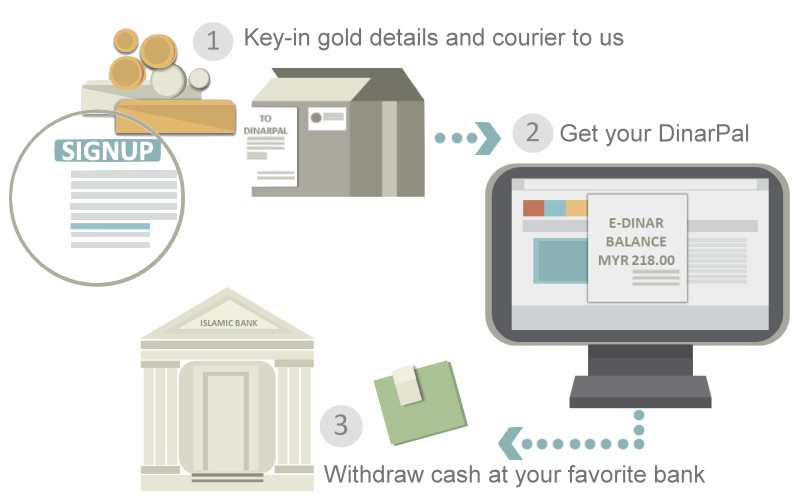 1 Key-in gold details and courier to us
SIGNUP
TO
DINARPAL
2 Get your DinarPal
E-DINAR
BALANCE
MYR 218.00
ISLAMIC BANK
3
Withdraw cash at your favorite bank